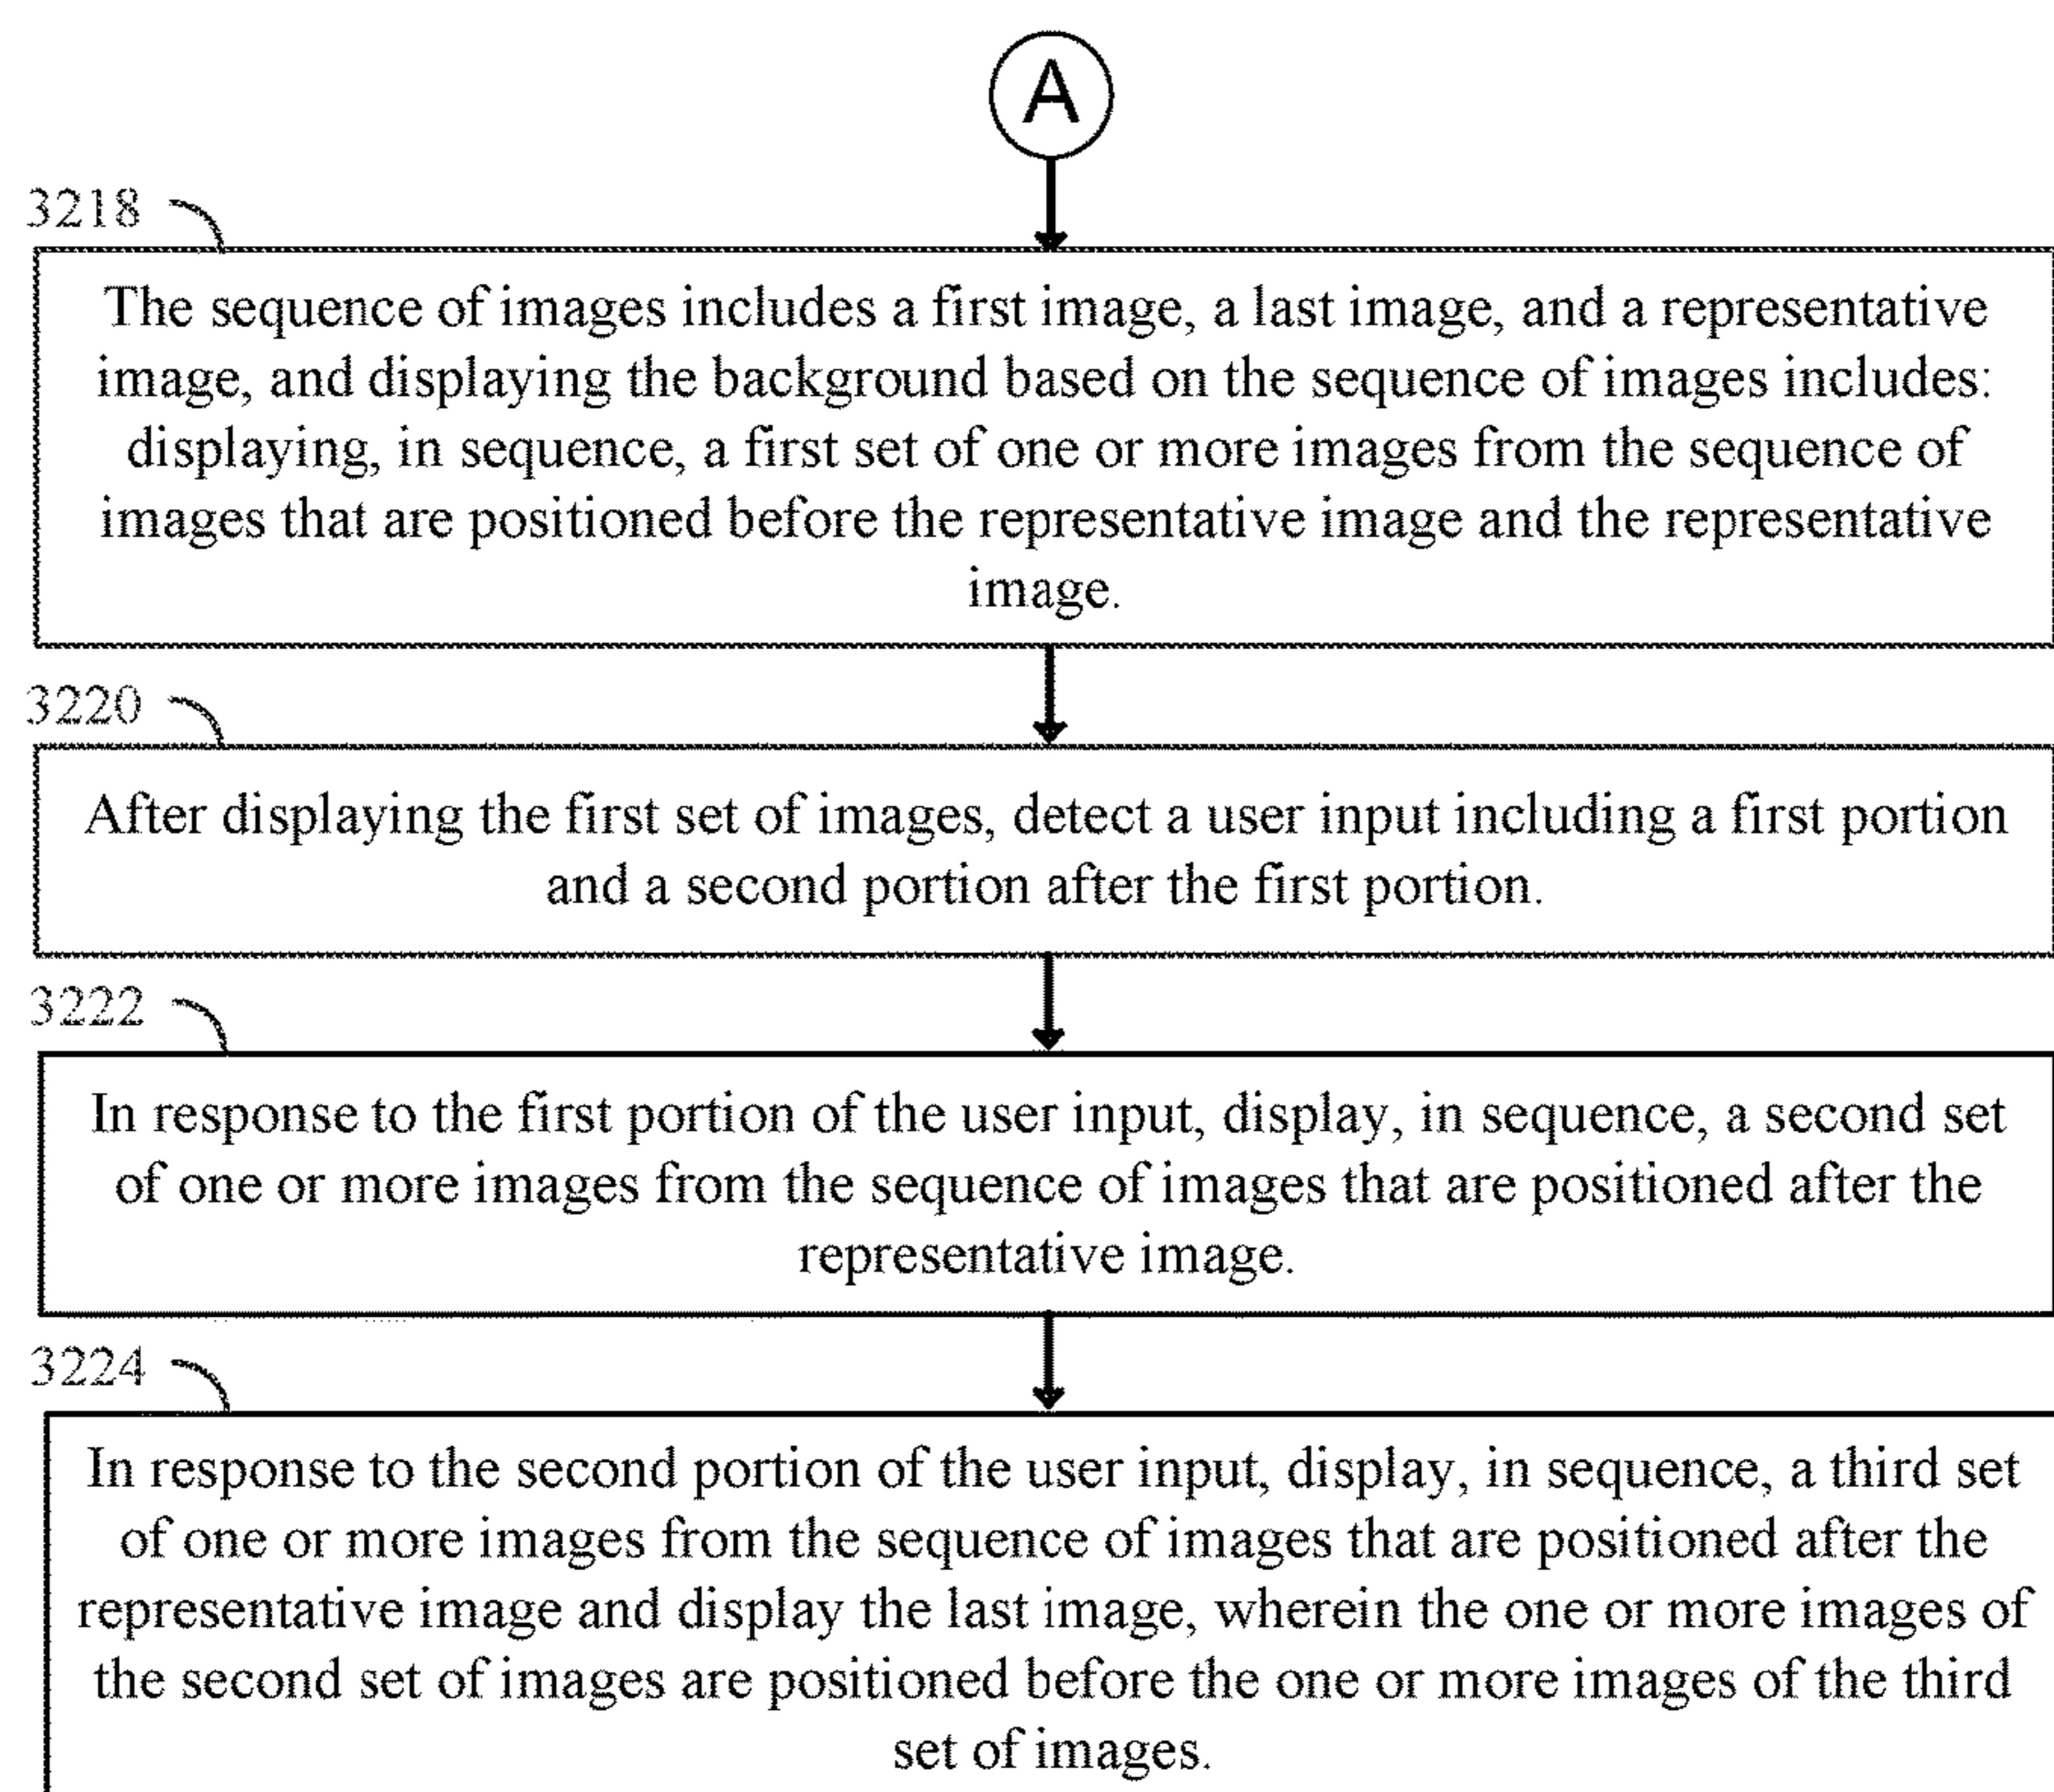 A
3218
The sequence of images includes a first image, a last image, and a representative
image, and displaying the background based on the sequence of images includes:
displaying, in sequence, a first set of one or more images from the sequence of
images that are positioned before the representative image and the representative
image.
3220
After displaying the first set of images, detect a user input including a first portion
and a second portion after the first portion.
3222
In response to the first portion of the user input, display, in sequence, a second set
of one or more images from the sequence of images that are positioned after the
representative image.
3224
In response to the second portion of the user input, display, in sequence, a third set
of one or more images from the sequence of images that are positioned after the
representative image and display the last image, wherein the one or more images of
the second set of images are positioned before the one or more images of the third
set of images.